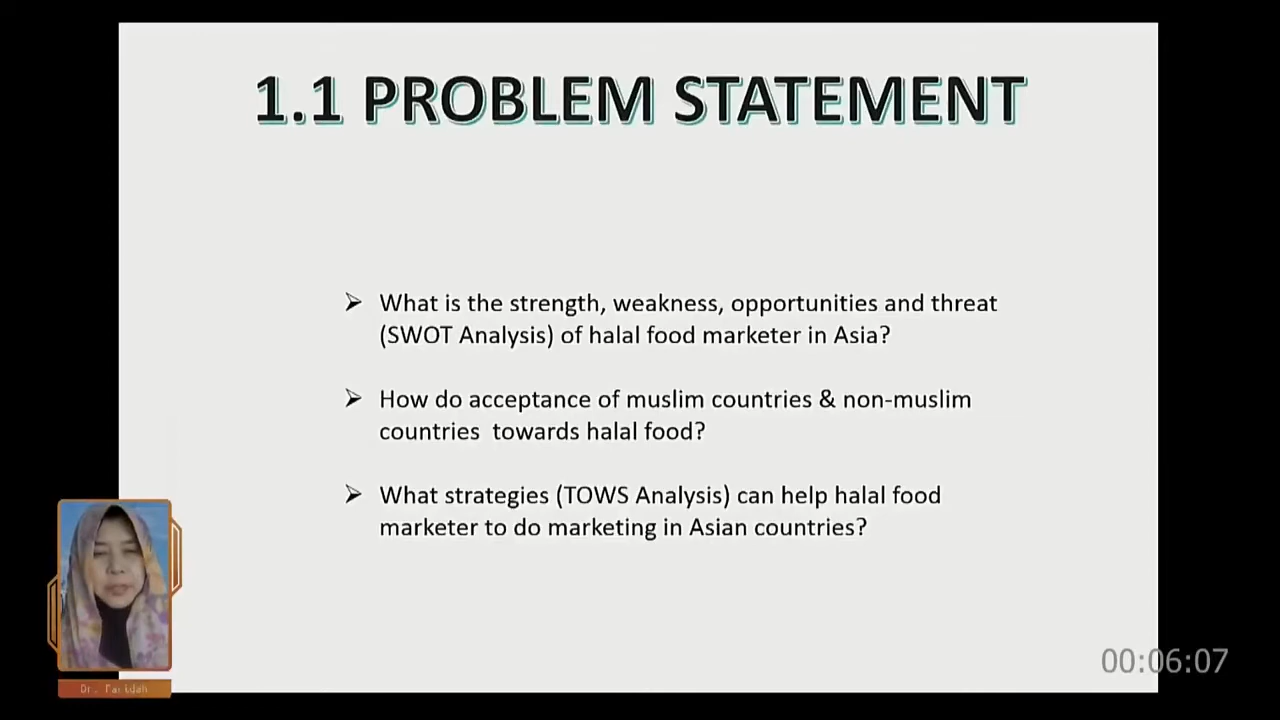 1.1 PROBLEM STATEMENT
➢ What is the strength, weakness, opportunities and threat
(SWOT Analysis) of halal food marketer in Asia?
➢ How do acceptance of muslim countries & non-muslim
countries towards halal food?
➢ What strategies (TOWS Analysis) can help halal food
marketer to do marketing in Asian countries?
Dr. Faridah
00:06:07